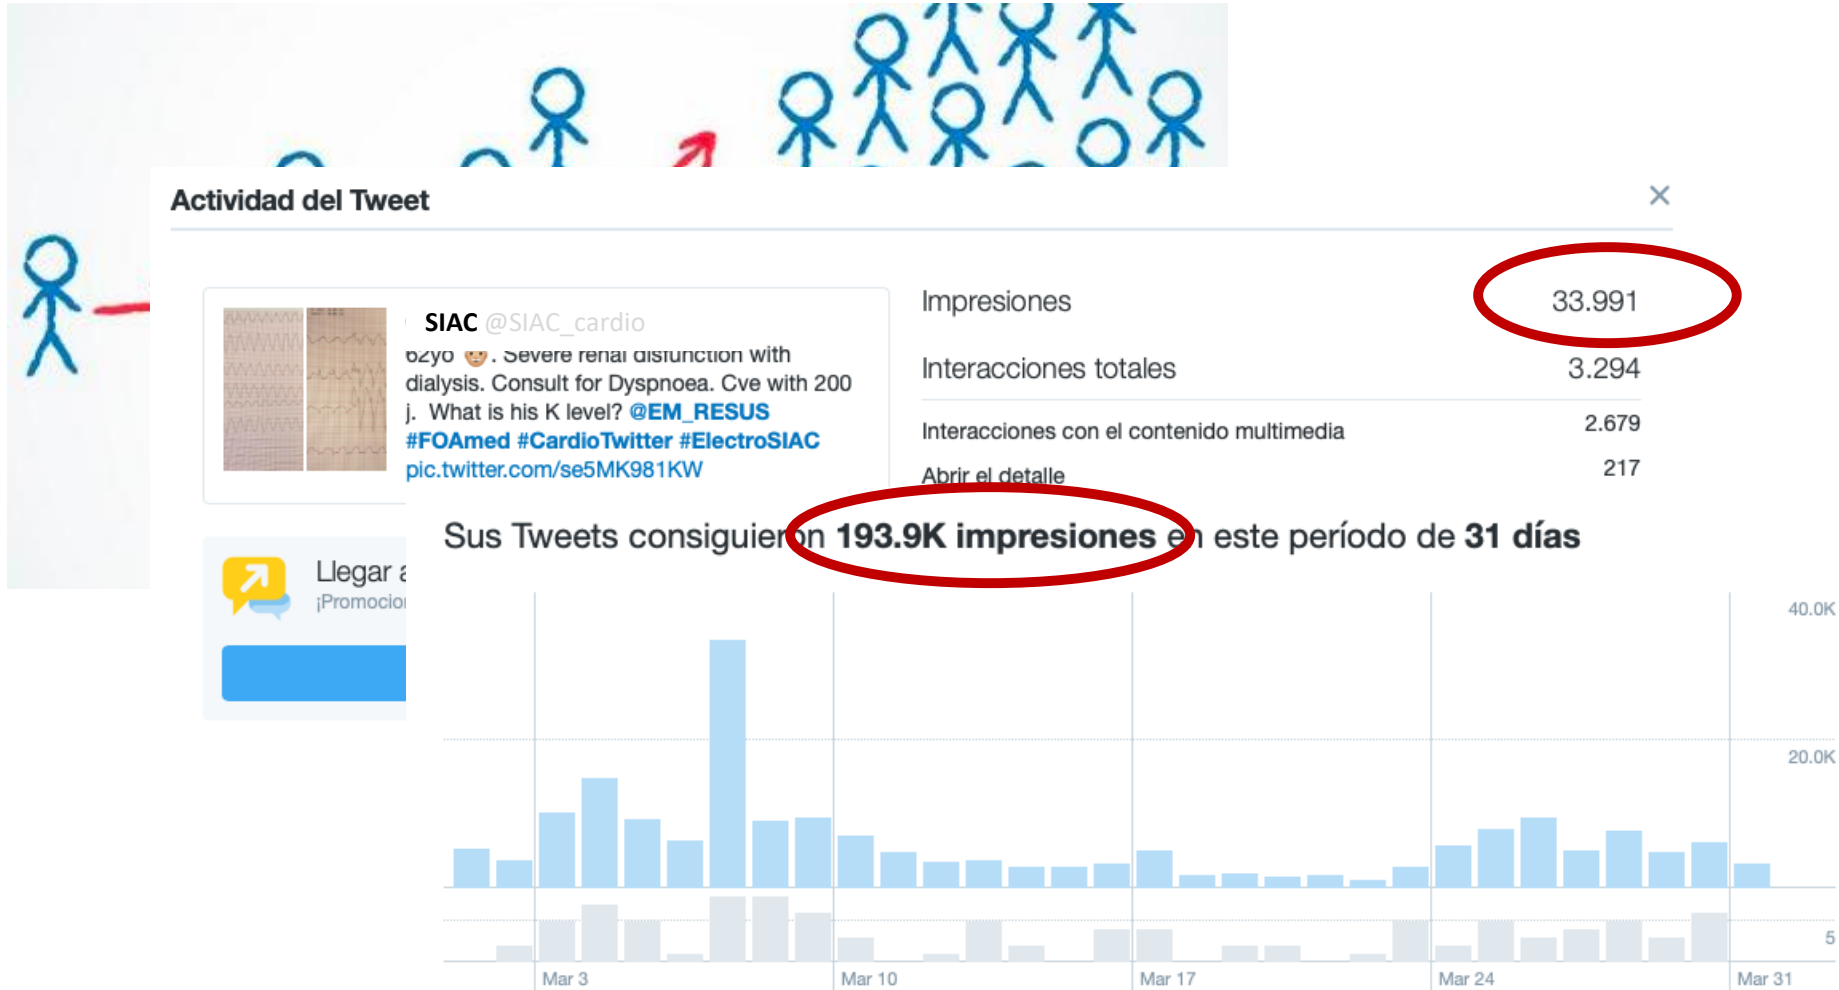 Actividad del Tweet
SIAC @SIAC_cardio
62yo 👶🏼. Severe renal disfunction with
dialysis. Consult for Dyspnoea. Cve with 200
j. What is his K level? @EM_RESUS
#FOAmed #CardioTwitter #ElectroSIAC
pic.twitter.com/se5MK981KW
Impresiones 33.991
Interacciones totales 3.294
Interacciones con el contenido multimedia 2.679
Abrir el detalle 217
Llegar a
¡Promocion
Sus Tweets consiguieron 193.9K impresiones en este período de 31 días
40.0K
20.0K
5
Mar 3 Mar 10 Mar 17 Mar 24 Mar 31